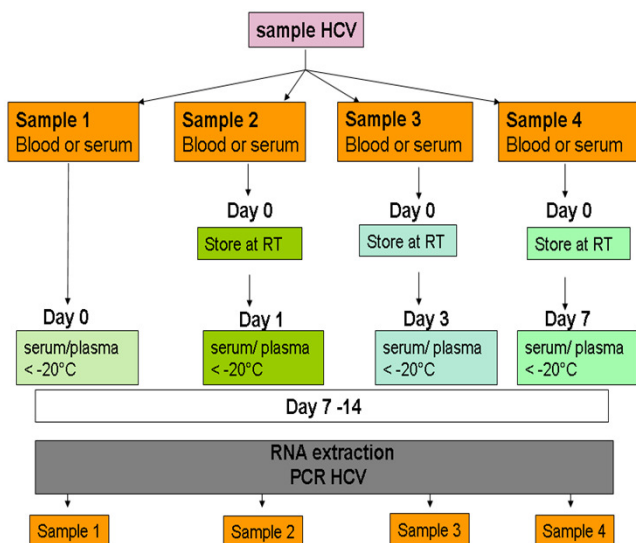 sample HCV
Sample 1
Blood or serum
Sample 2
Blood or serum
Sample 3
Blood or serum
Sample 4
Blood or serum
Day 0
Day 0
Day 0
Store at RT
Store at RT
Store at RT
Day 0
Day 1
Day 3
Day 7
serum/plasma
< -20°C
serum/ plasma
< -20°C
serum/ plasma
< -20°C
serum/ plasma
< -20°C
Day 7 -14
RNA extraction
PCR HCV
Sample 1
Sample 2
Sample 3
Sample 4